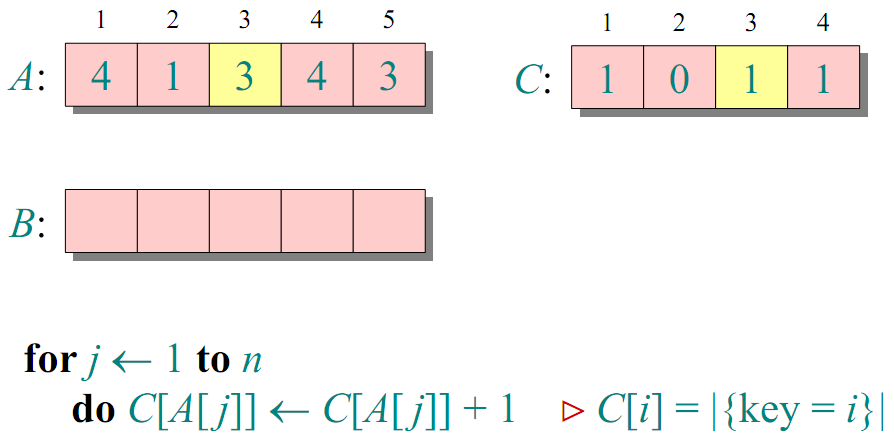 1 2 3 4 5
A: 4 1 3 4 3
1 2 3 4
C: 1 0 1 1
B:
for j ← 1 to n
do C[A[j]] ← C[A[j]] + 1 ⊳ C[i] = |{key = i}|